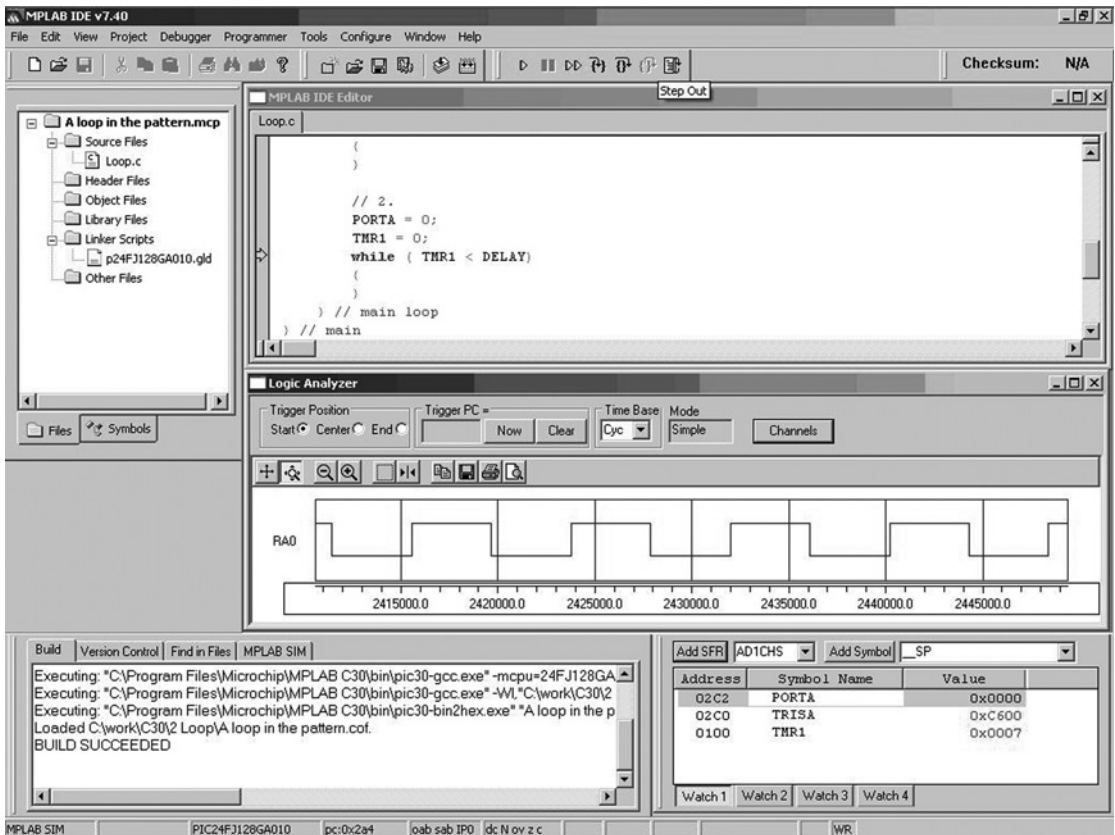 MPLAB IDE v7.40
File Edit View Project Debugger Programmer Tools Configure Window Help
Checksum: N/A
Step Out
A loop in the pattern.mcp
Source Files
Loop.c
Header Files
Object Files
Library Files
Linker Scripts
p24FJ128GA010.gld
Other Files
Files Symbols
MPLAB IDE Editor
Loop.c
{
}
// 2.
PORTA = 0;
TMR1 = 0;
while ( TMR1 < DELAY)
{
}
} // main loop
} // main
Logic Analyzer
Trigger Position Trigger PC = Time Base Mode
Start Center End Now Clear Cyc Simple Channels
RA0
2415000.0 2420000.0 2425000.0 2430000.0 2435000.0 2440000.0 2445000.0
Build Version Control Find in Files MPLAB SIM
Executing: "C:\Program Files\Microchip\MPLAB C30\bin\pic30-gcc.exe" -mcpu=24FJ128GA
Executing: "C:\Program Files\Microchip\MPLAB C30\bin\pic30-gcc.exe" -Wl,"C:\work\C30\2
Executing: "C:\Program Files\Microchip\MPLAB C30\bin\pic30-bin2hex.exe" "A loop in the p
Loaded C:\work\C30\2 Loop\A loop in the pattern.cof.
BUILD SUCCEEDED
Add SFR AD1CHS Add Symbol __SP
Address Symbol Name Value
02C2 PORTA 0x0000
02C0 TRISA 0xC600
0100 TMR1 0x0007
Watch 1 Watch 2 Watch 3 Watch 4
MPLAB SIM PIC24FJ128GA010 pc:0x2a4 oab sab IP0 dc N ov z c WR